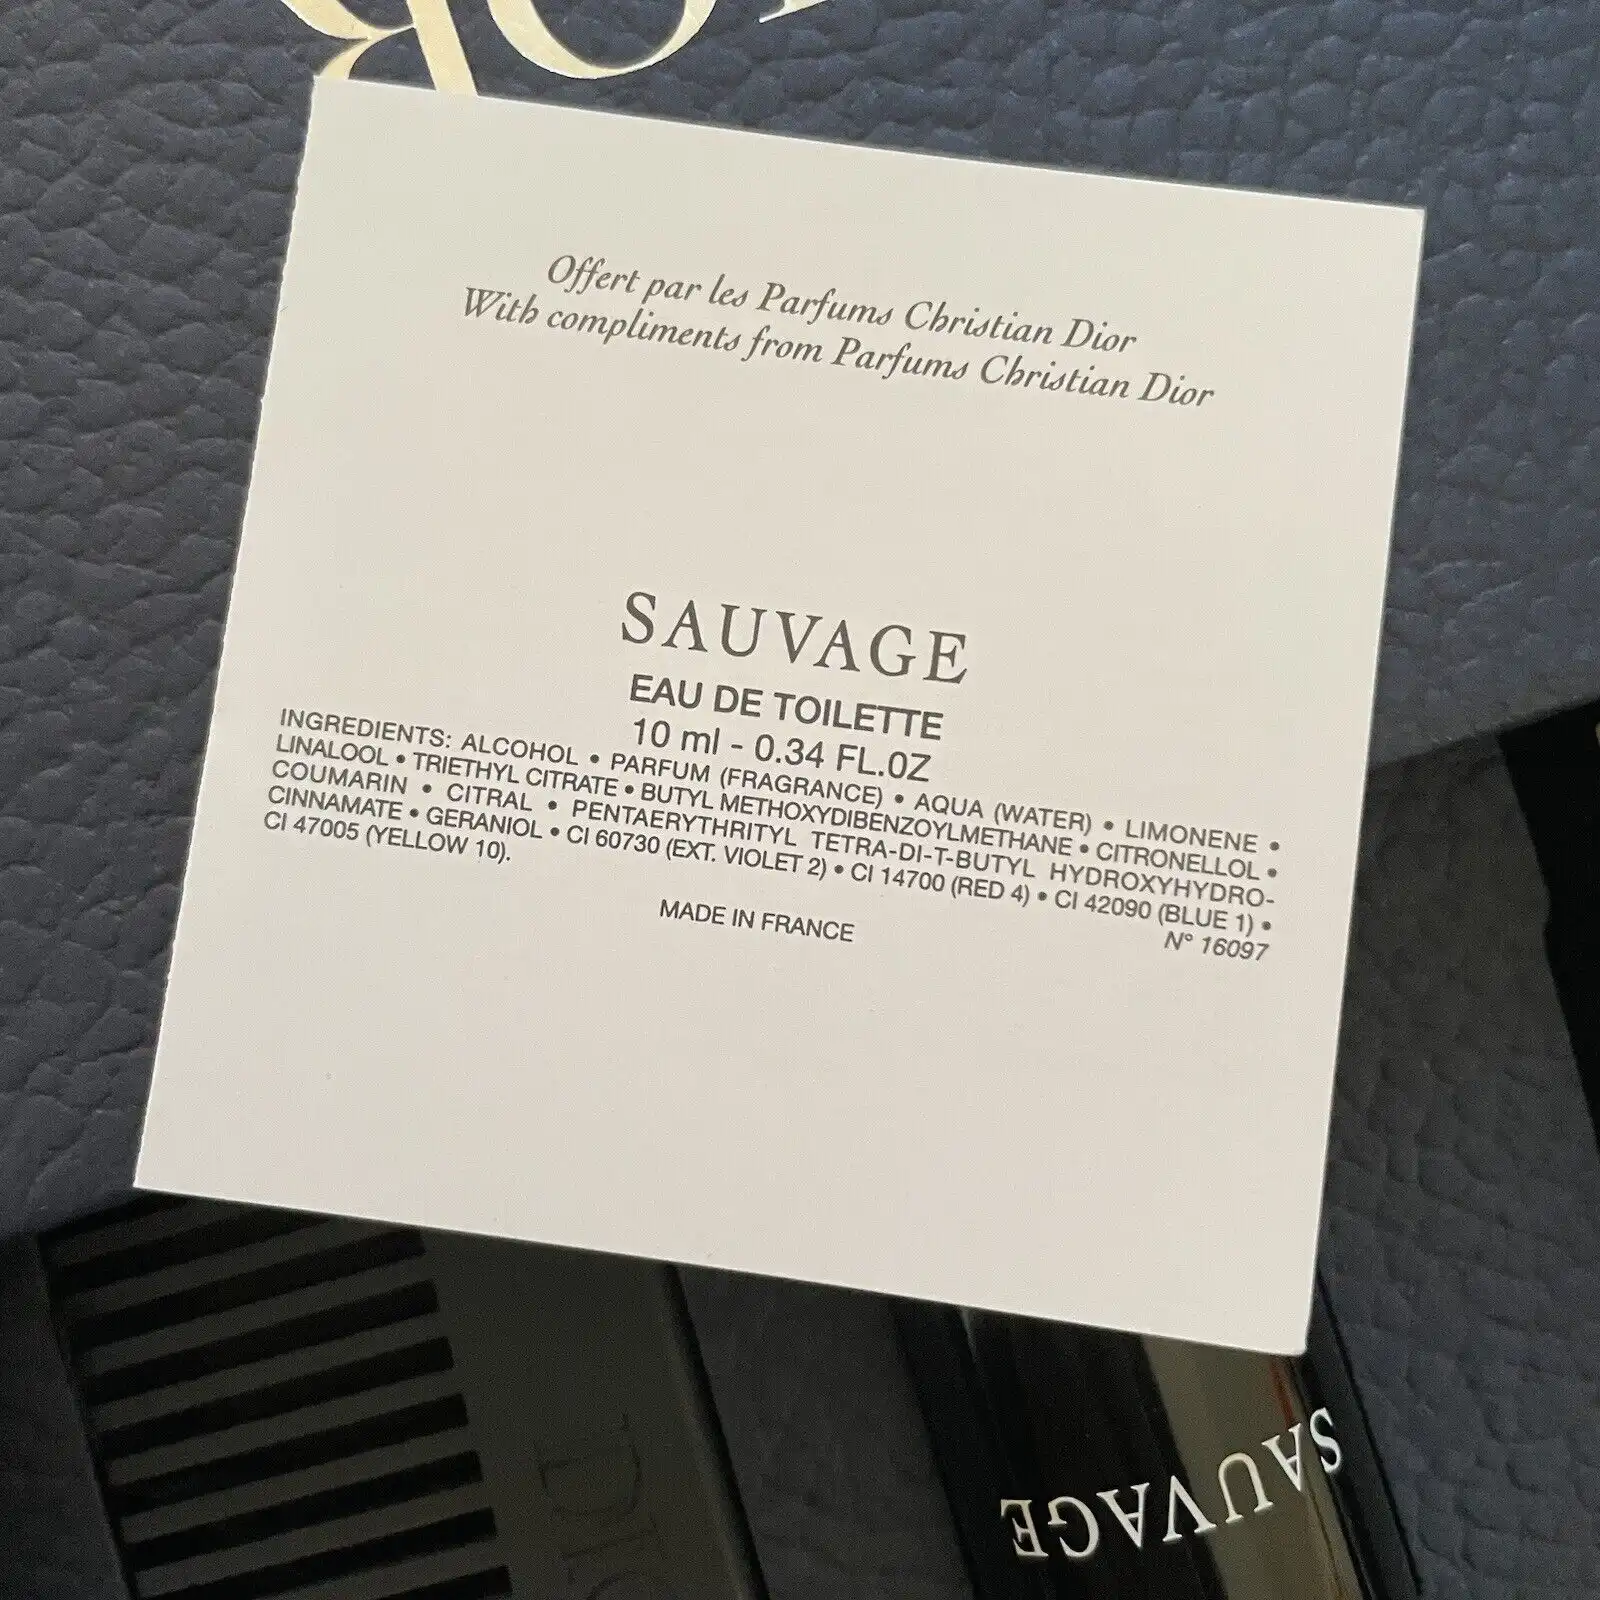 Offert par les Parfums Christian Dior
With compliments from Parfums Christian Dior
SAUVAGE
EAU DE TOILETTE
10 ml - 0.34 FL.OZ
INGREDIENTS: ALCOHOL • PARFUM (FRAGRANCE) • AQUA (WATER) • LIMONENE •
LINALOOL • TRIETHYL CITRATE • BUTYL METHOXYDIBENZOYLMETHANE • CITRONELLOL •
COUMARIN • CITRAL • PENTAERYTHRITYL TETRA-DI-T-BUTYL HYDROXYHYDRO-
CINNAMATE • GERANIOL • CI 60730 (EXT. VIOLET 2) • CI 14700 (RED 4) • CI 42090 (BLUE 1) •
CI 47005 (YELLOW 10).
N° 16097
MADE IN FRANCE
SAUVAGE